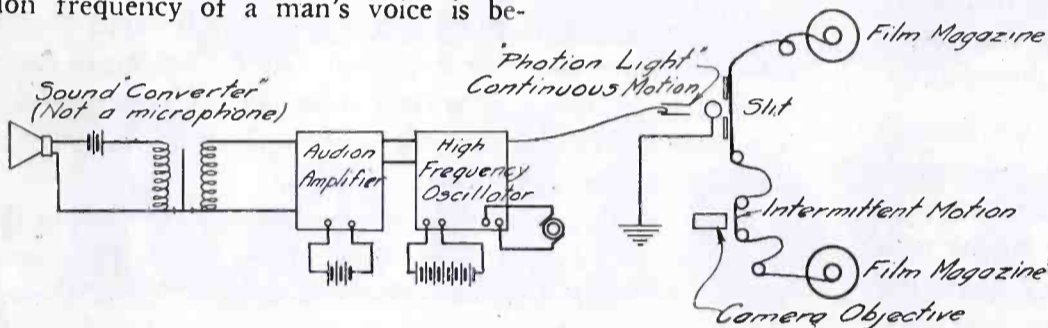 ion frequency of a man's voice is be-
Film Magazine
"Photion Light"
Continuous Motion
Sound "Converter"
(Not a microphone)
Slit
Audion
Amplifier
High
Frequency
Oscillator
Intermittent Motion
Film Magazine
Camera Objective